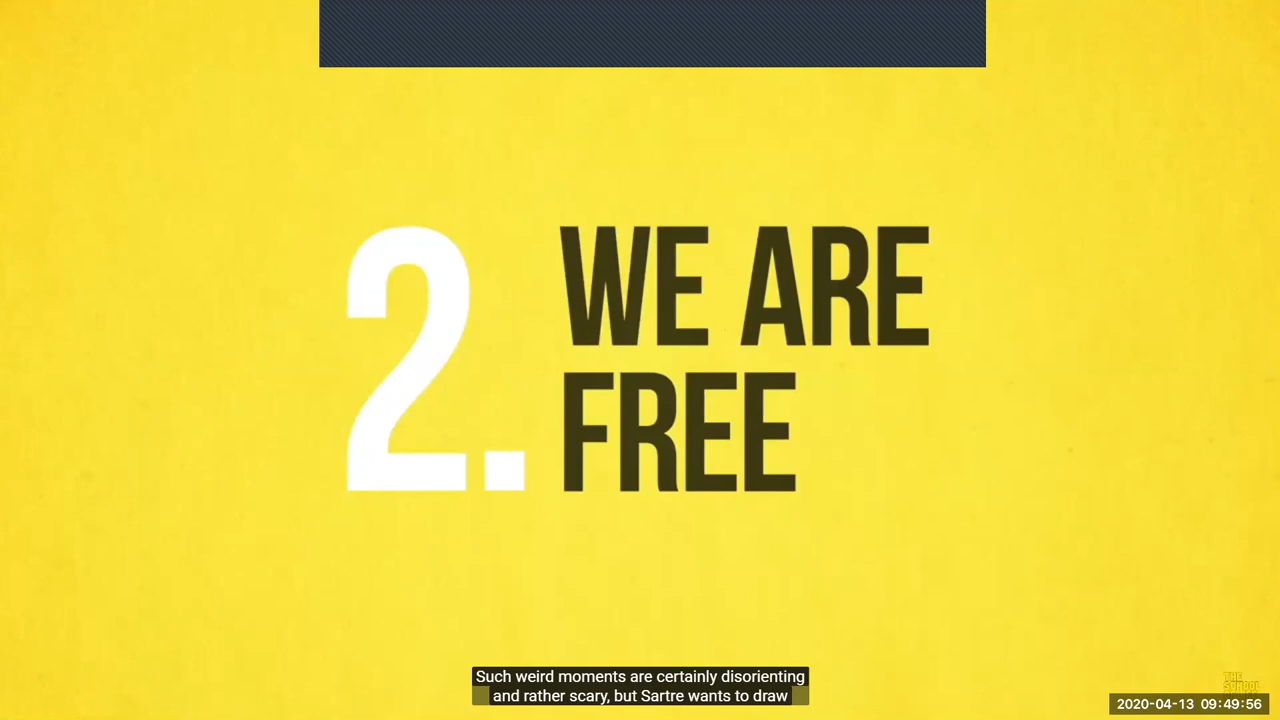 2. WE ARE
FREE
Such weird moments are certainly disorienting
and rather scary, but Sartre wants to draw
THE
2020-04-13 09:49:56